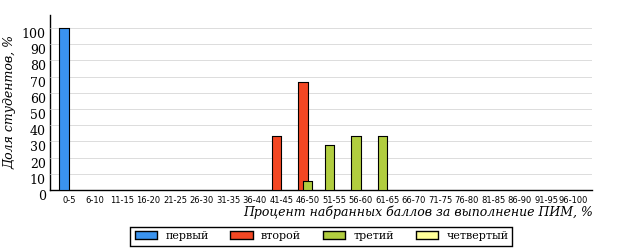 Доля студентов, %
100
90
80
70
60
50
40
30
20
10
0
0-5 6-10 11-15 16-20 21-25 26-30 31-35 36-40 41-45 46-50 51-55 56-60 61-65 66-70 71-75 76-80 81-85 86-90 91-95 96-100
Процент набранных баллов за выполнение ПИМ, %
первый второй третий четвертый